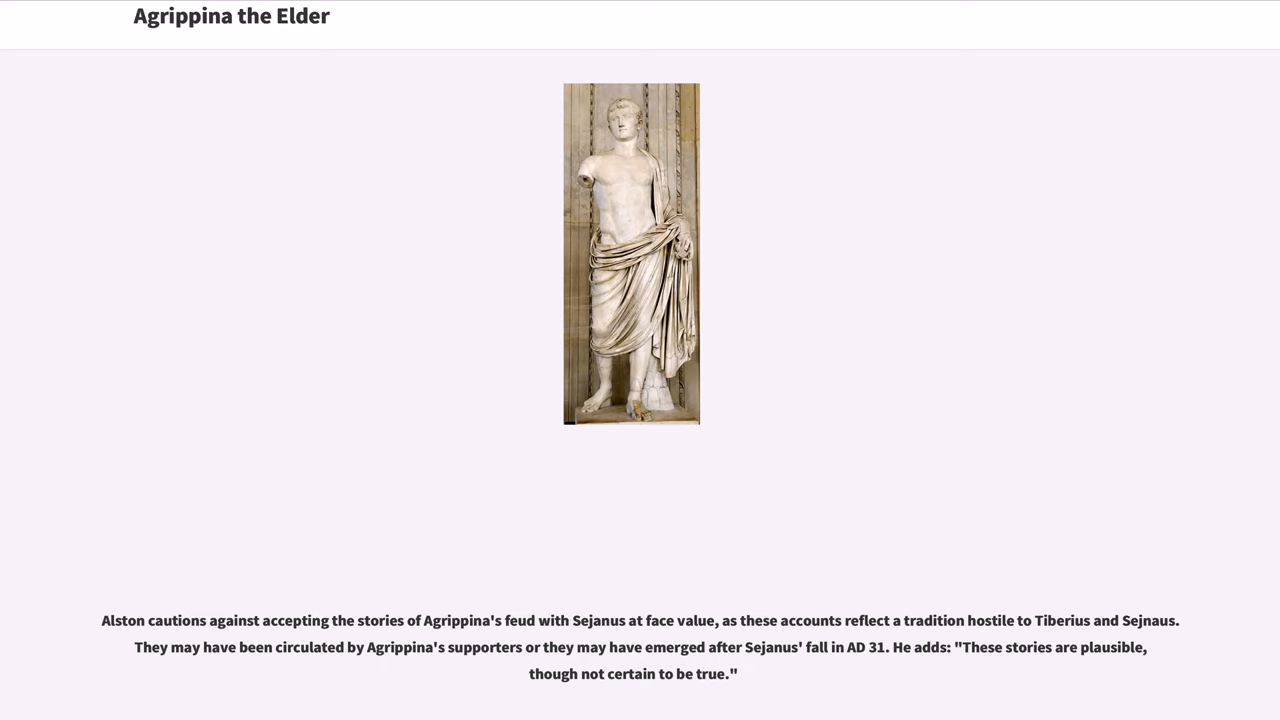 Agrippina the Elder
Alston cautions against accepting the stories of Agrippina's feud with Sejanus at face value, as these accounts reflect a tradition hostile to Tiberius and Sejnaus.
They may have been circulated by Agrippina's supporters or they may have emerged after Sejanus' fall in AD 31. He adds: "These stories are plausible,
though not certain to be true."